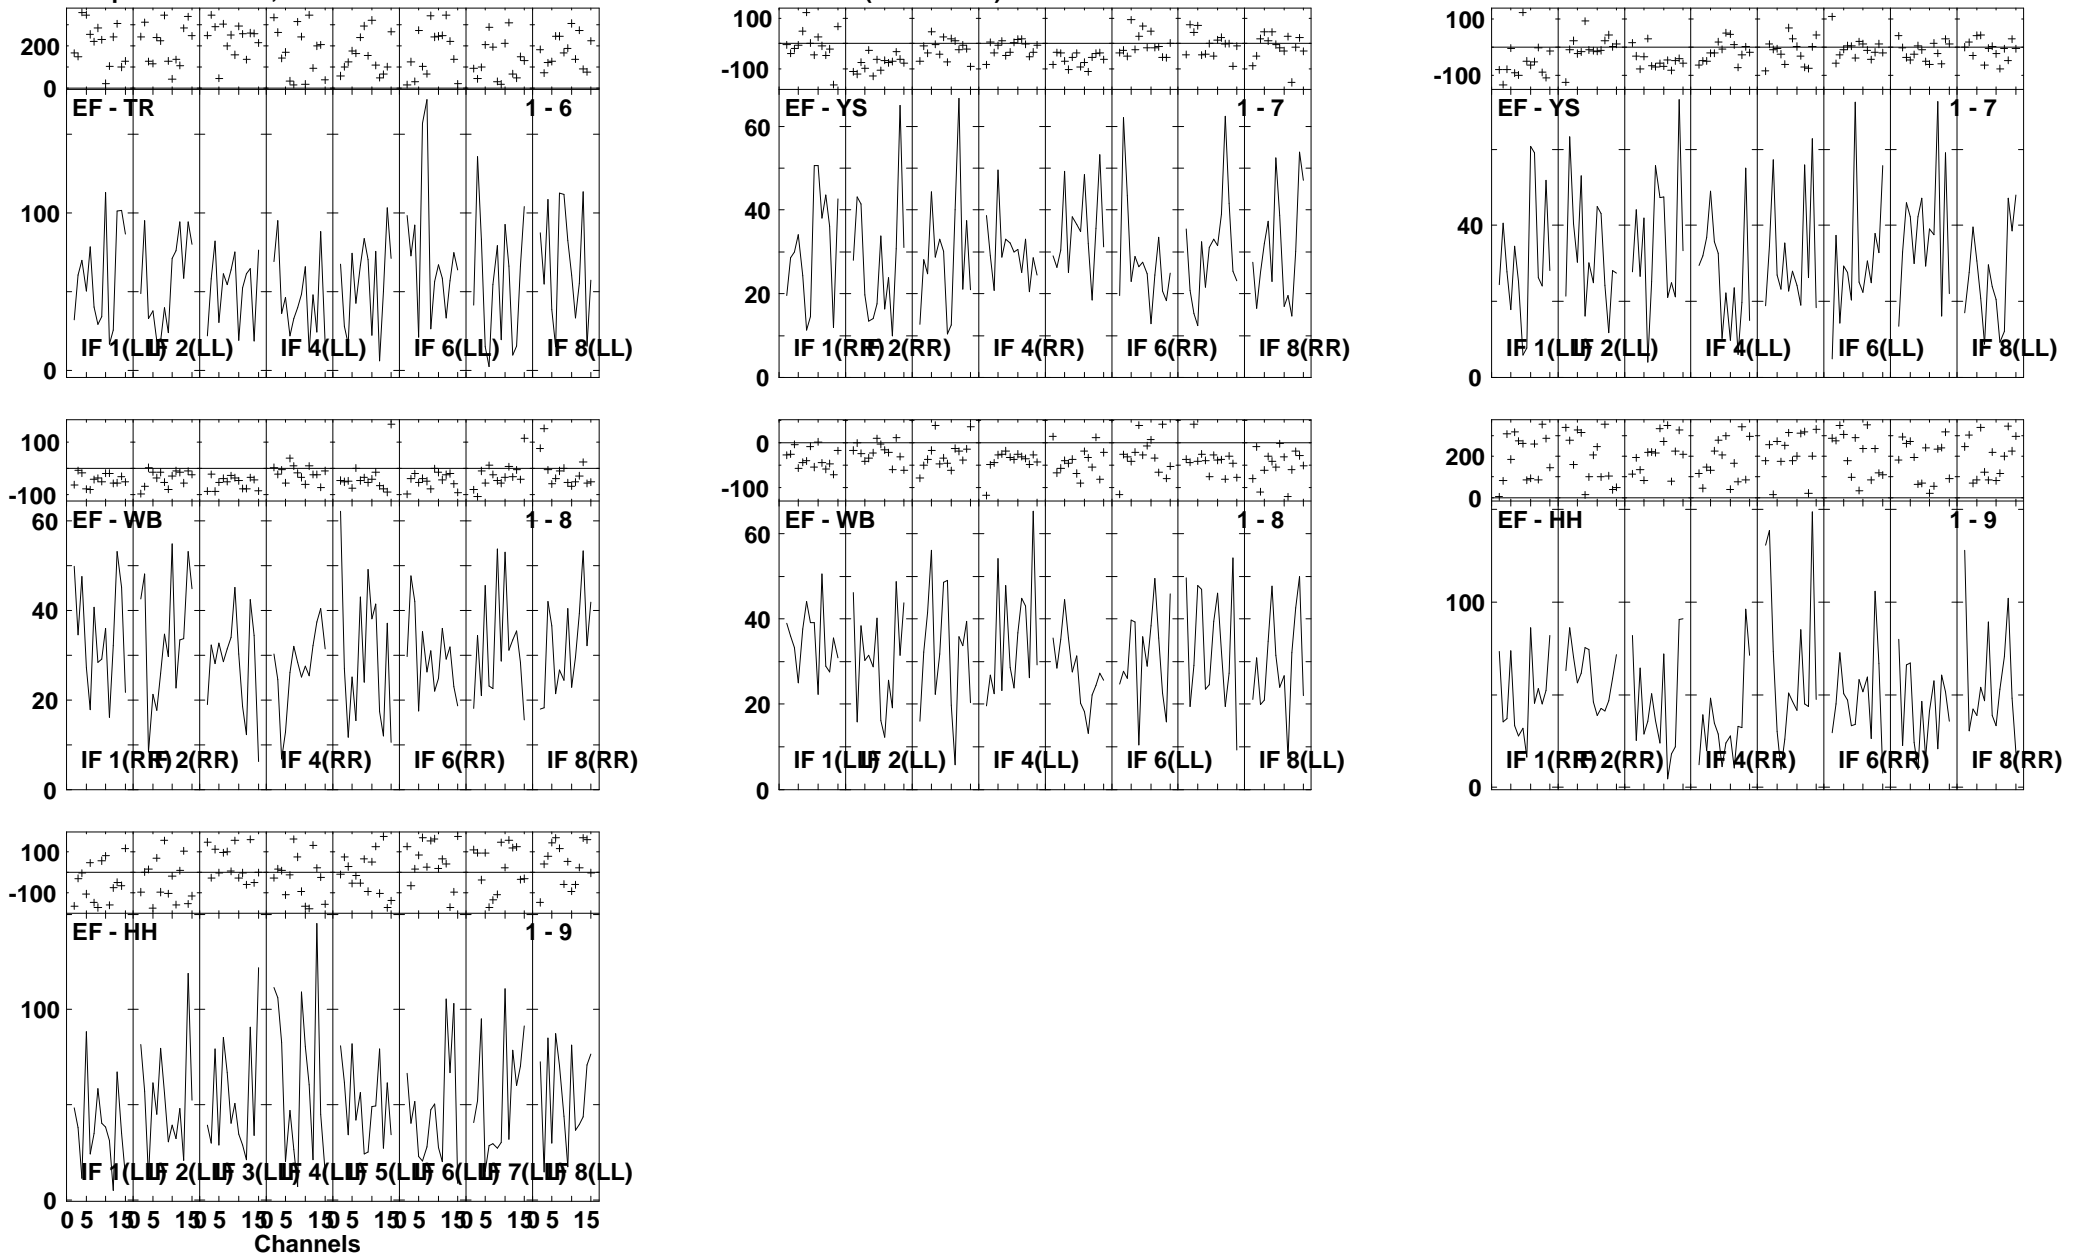 200
0
EF - TR 1 - 6
100
0
IF 1(LL) IF 2(LL) IF 4(LL) IF 6(LL) IF 8(LL)
100
-100
EF - YS 1 - 7
60
40
20
0
IF 1(RR) IF 2(RR) IF 4(RR) IF 6(RR) IF 8(RR)
100
-100
EF - YS 1 - 7
40
0
IF 1(LL) IF 2(LL) IF 4(LL) IF 6(LL) IF 8(LL)
100
-100
EF - WB 1 - 8
60
40
20
0
IF 1(RR) IF 2(RR) IF 4(RR) IF 6(RR) IF 8(RR)
0
-100
EF - WB 1 - 8
60
40
20
0
IF 1(LL) IF 2(LL) IF 4(LL) IF 6(LL) IF 8(LL)
200
0
EF - HH 1 - 9
100
0
IF 1(RR) IF 2(RR) IF 4(RR) IF 6(RR) IF 8(RR)
100
-100
EF - HH 1 - 9
100
0
IF 1(LL) IF 2(LL) IF 3(LL) IF 4(LL) IF 5(LL) IF 6(LL) IF 7(LL) IF 8(LL)
0 5 15 0 5 15 0 5 15 0 5 15 0 5 15 0 5 15 0 5 15 0 5 15
Channels